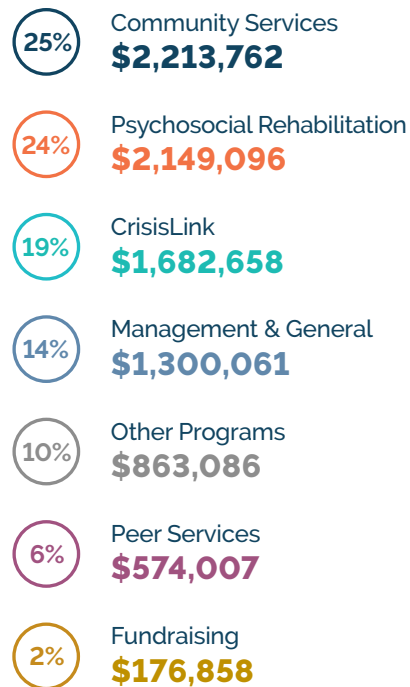 25%
Community Services
$2,213,762
24%
Psychosocial Rehabilitation
$2,149,096
19%
CrisisLink
$1,682,658
14%
Management & General
$1,300,061
10%
Other Programs
$863,086
6%
Peer Services
$574,007
2%
Fundraising
$176,858